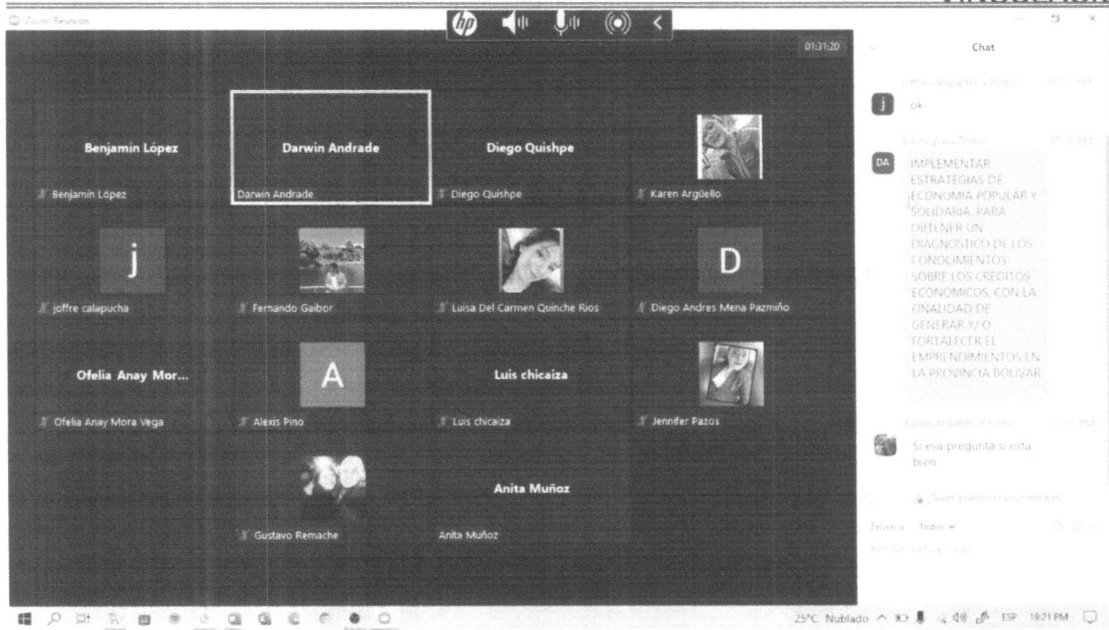 Zoom Reunión
hp
01:31:20
Chat
Benjamin López
Benjamín López
Darwin Andrade
Darwin Andrade
Diego Quishpe
Diego Quishpe
Karen Argüello
j
joffre calapucha
Fernando Gaibor
Luisa Del Carmen Quinche Rios
D
Diego Andres Mena Pazmiño
Ofelia Anay Mor...
Ofelia Anay Mora Vega
A
Alexis Pino
Luis chicaiza
Luis chicaiza
Jennifer Pazos
Gustavo Remache
Anita Muñoz
Anita Muñoz
j
ok
DA
IMPLEMENTAR
ESTRATEGIAS DE
ECONOMIA POPULAR Y
SOLIDARIA, PARA
OBTENER UN
DIAGNOSTICO DE LOS
CONOCIMIENTOS
SOBRE LOS CREDITOS
ECONOMICOS, CON LA
FINALIDAD DE
GENERAR Y/ O
FORTALECER EL
EMPRENDIMIENTOS EN
LA PROVINCIA BOLIVAR
Si esa pregunta si esta
bien
25°C Nublado
ESP
19:21 PM